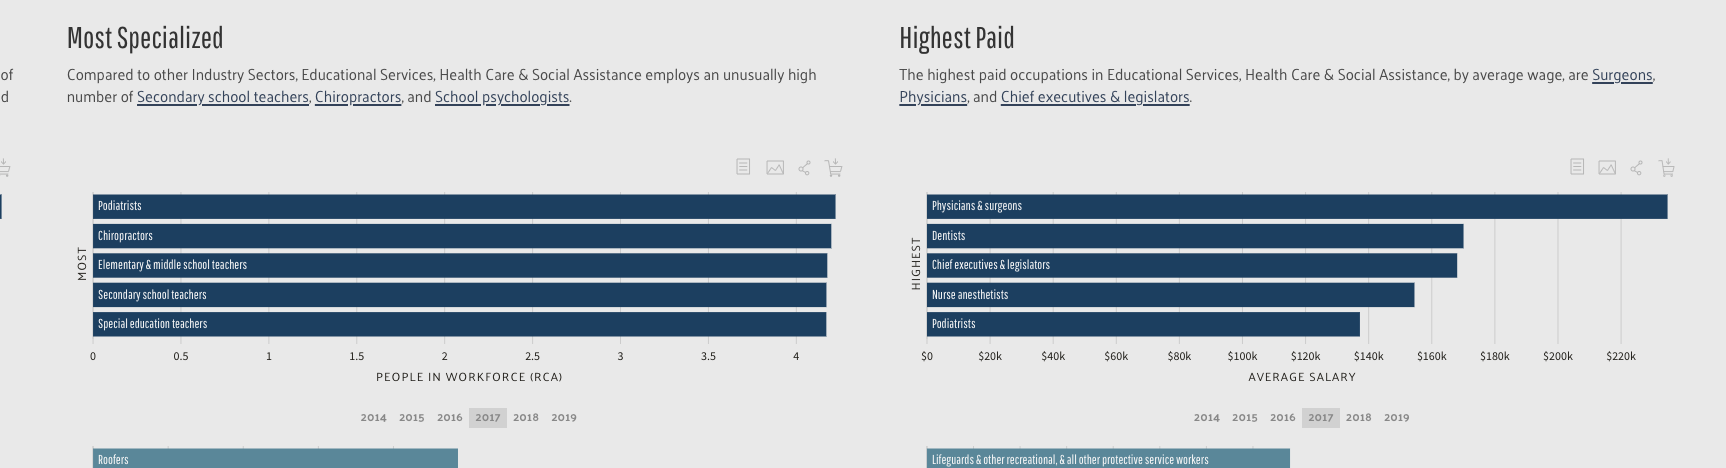 of
d
Most Specialized
Compared to other Industry Sectors, Educational Services, Health Care & Social Assistance employs an unusually high
number of Secondary school teachers, Chiropractors, and School psychologists.
MOST
Podiatrists
Chiropractors
Elementary & middle school teachers
Secondary school teachers
Special education teachers
0 0.5 1 1.5 2 2.5 3 3.5 4
PEOPLE IN WORKFORCE (RCA)
2014 2015 2016 2017 2018 2019
Roofers
Highest Paid
The highest paid occupations in Educational Services, Health Care & Social Assistance, by average wage, are Surgeons,
Physicians, and Chief executives & legislators.
HIGHEST
Physicians & surgeons
Dentists
Chief executives & legislators
Nurse anesthetists
Podiatrists
$0 $20k $40k $60k $80k $100k $120k $140k $160k $180k $200k $220k
AVERAGE SALARY
2014 2015 2016 2017 2018 2019
Lifeguards & other recreational, & all other protective service workers